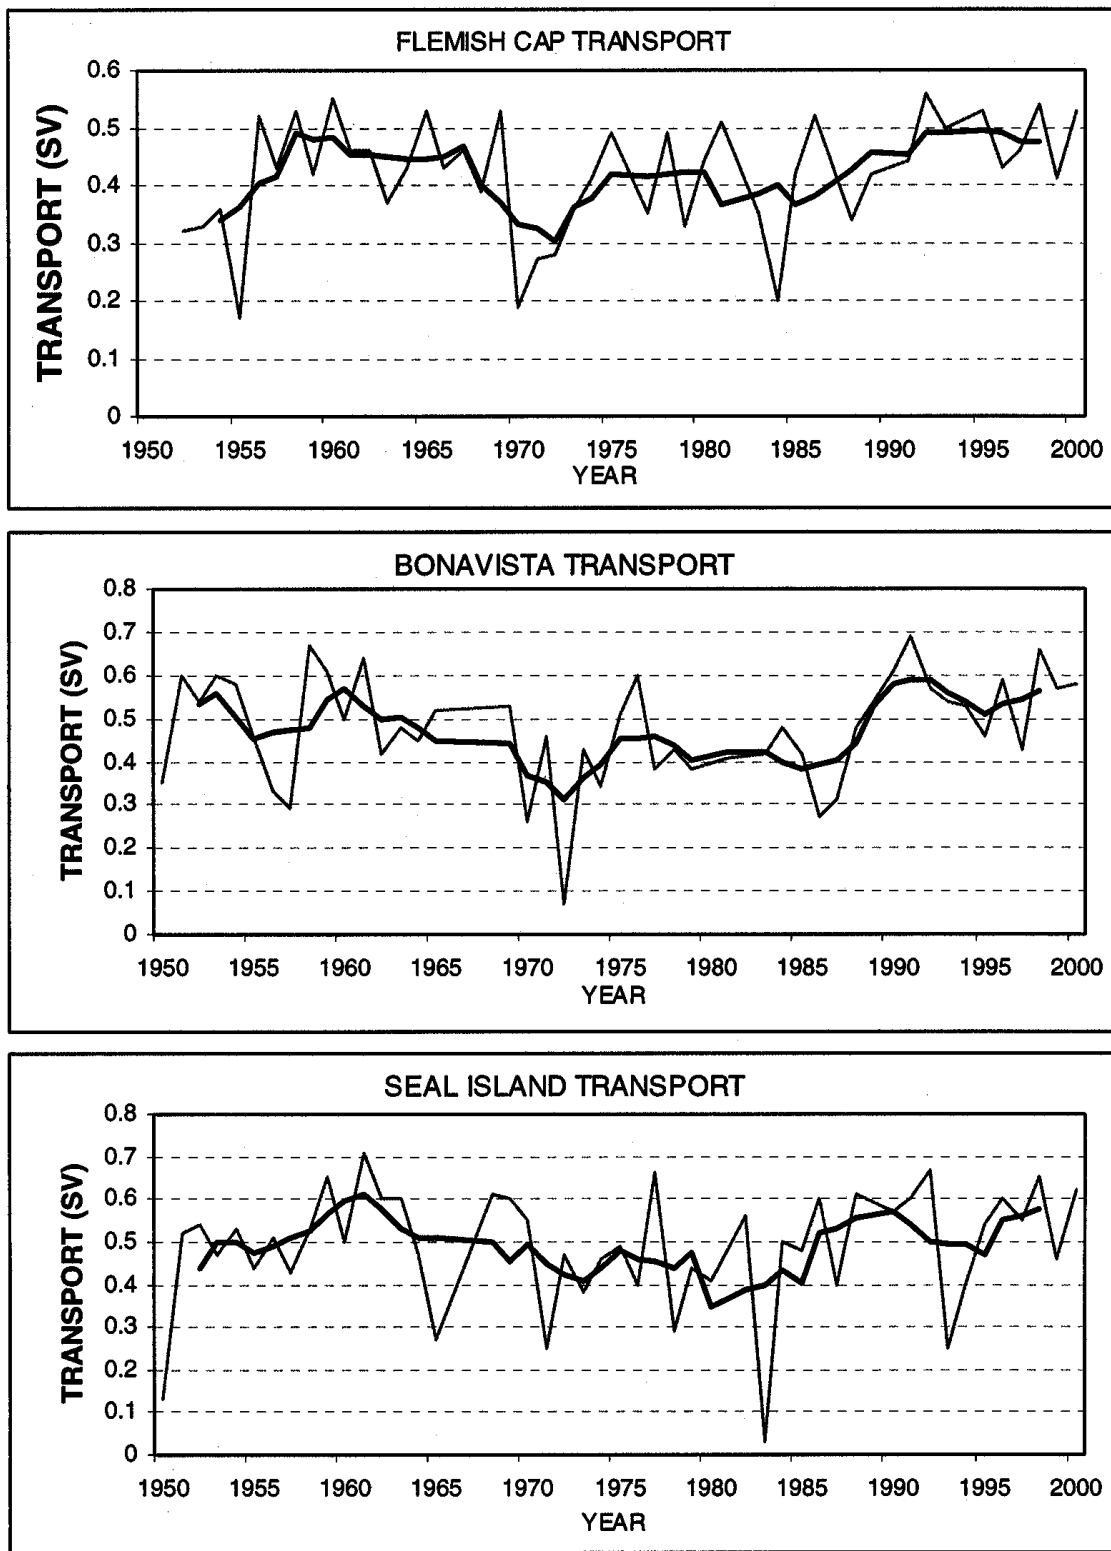 FLEMISH CAP TRANSPORT
0.6
0.5
0.4
0.3
0.2
0.1
0
TRANSPORT (SV)
1950 1955 1960 1965 1970 1975 1980 1985 1990 1995 2000
YEAR
BONAVISTA TRANSPORT
0.8
0.7
0.6
0.5
0.4
0.3
0.2
0.1
0
TRANSPORT (SV)
1950 1955 1960 1965 1970 1975 1980 1985 1990 1995 2000
YEAR
SEAL ISLAND TRANSPORT
0.8
0.7
0.6
0.5
0.4
0.3
0.2
0.1
0
TRANSPORT (SV)
1950 1955 1960 1965 1970 1975 1980 1985 1990 1995 2000
YEAR